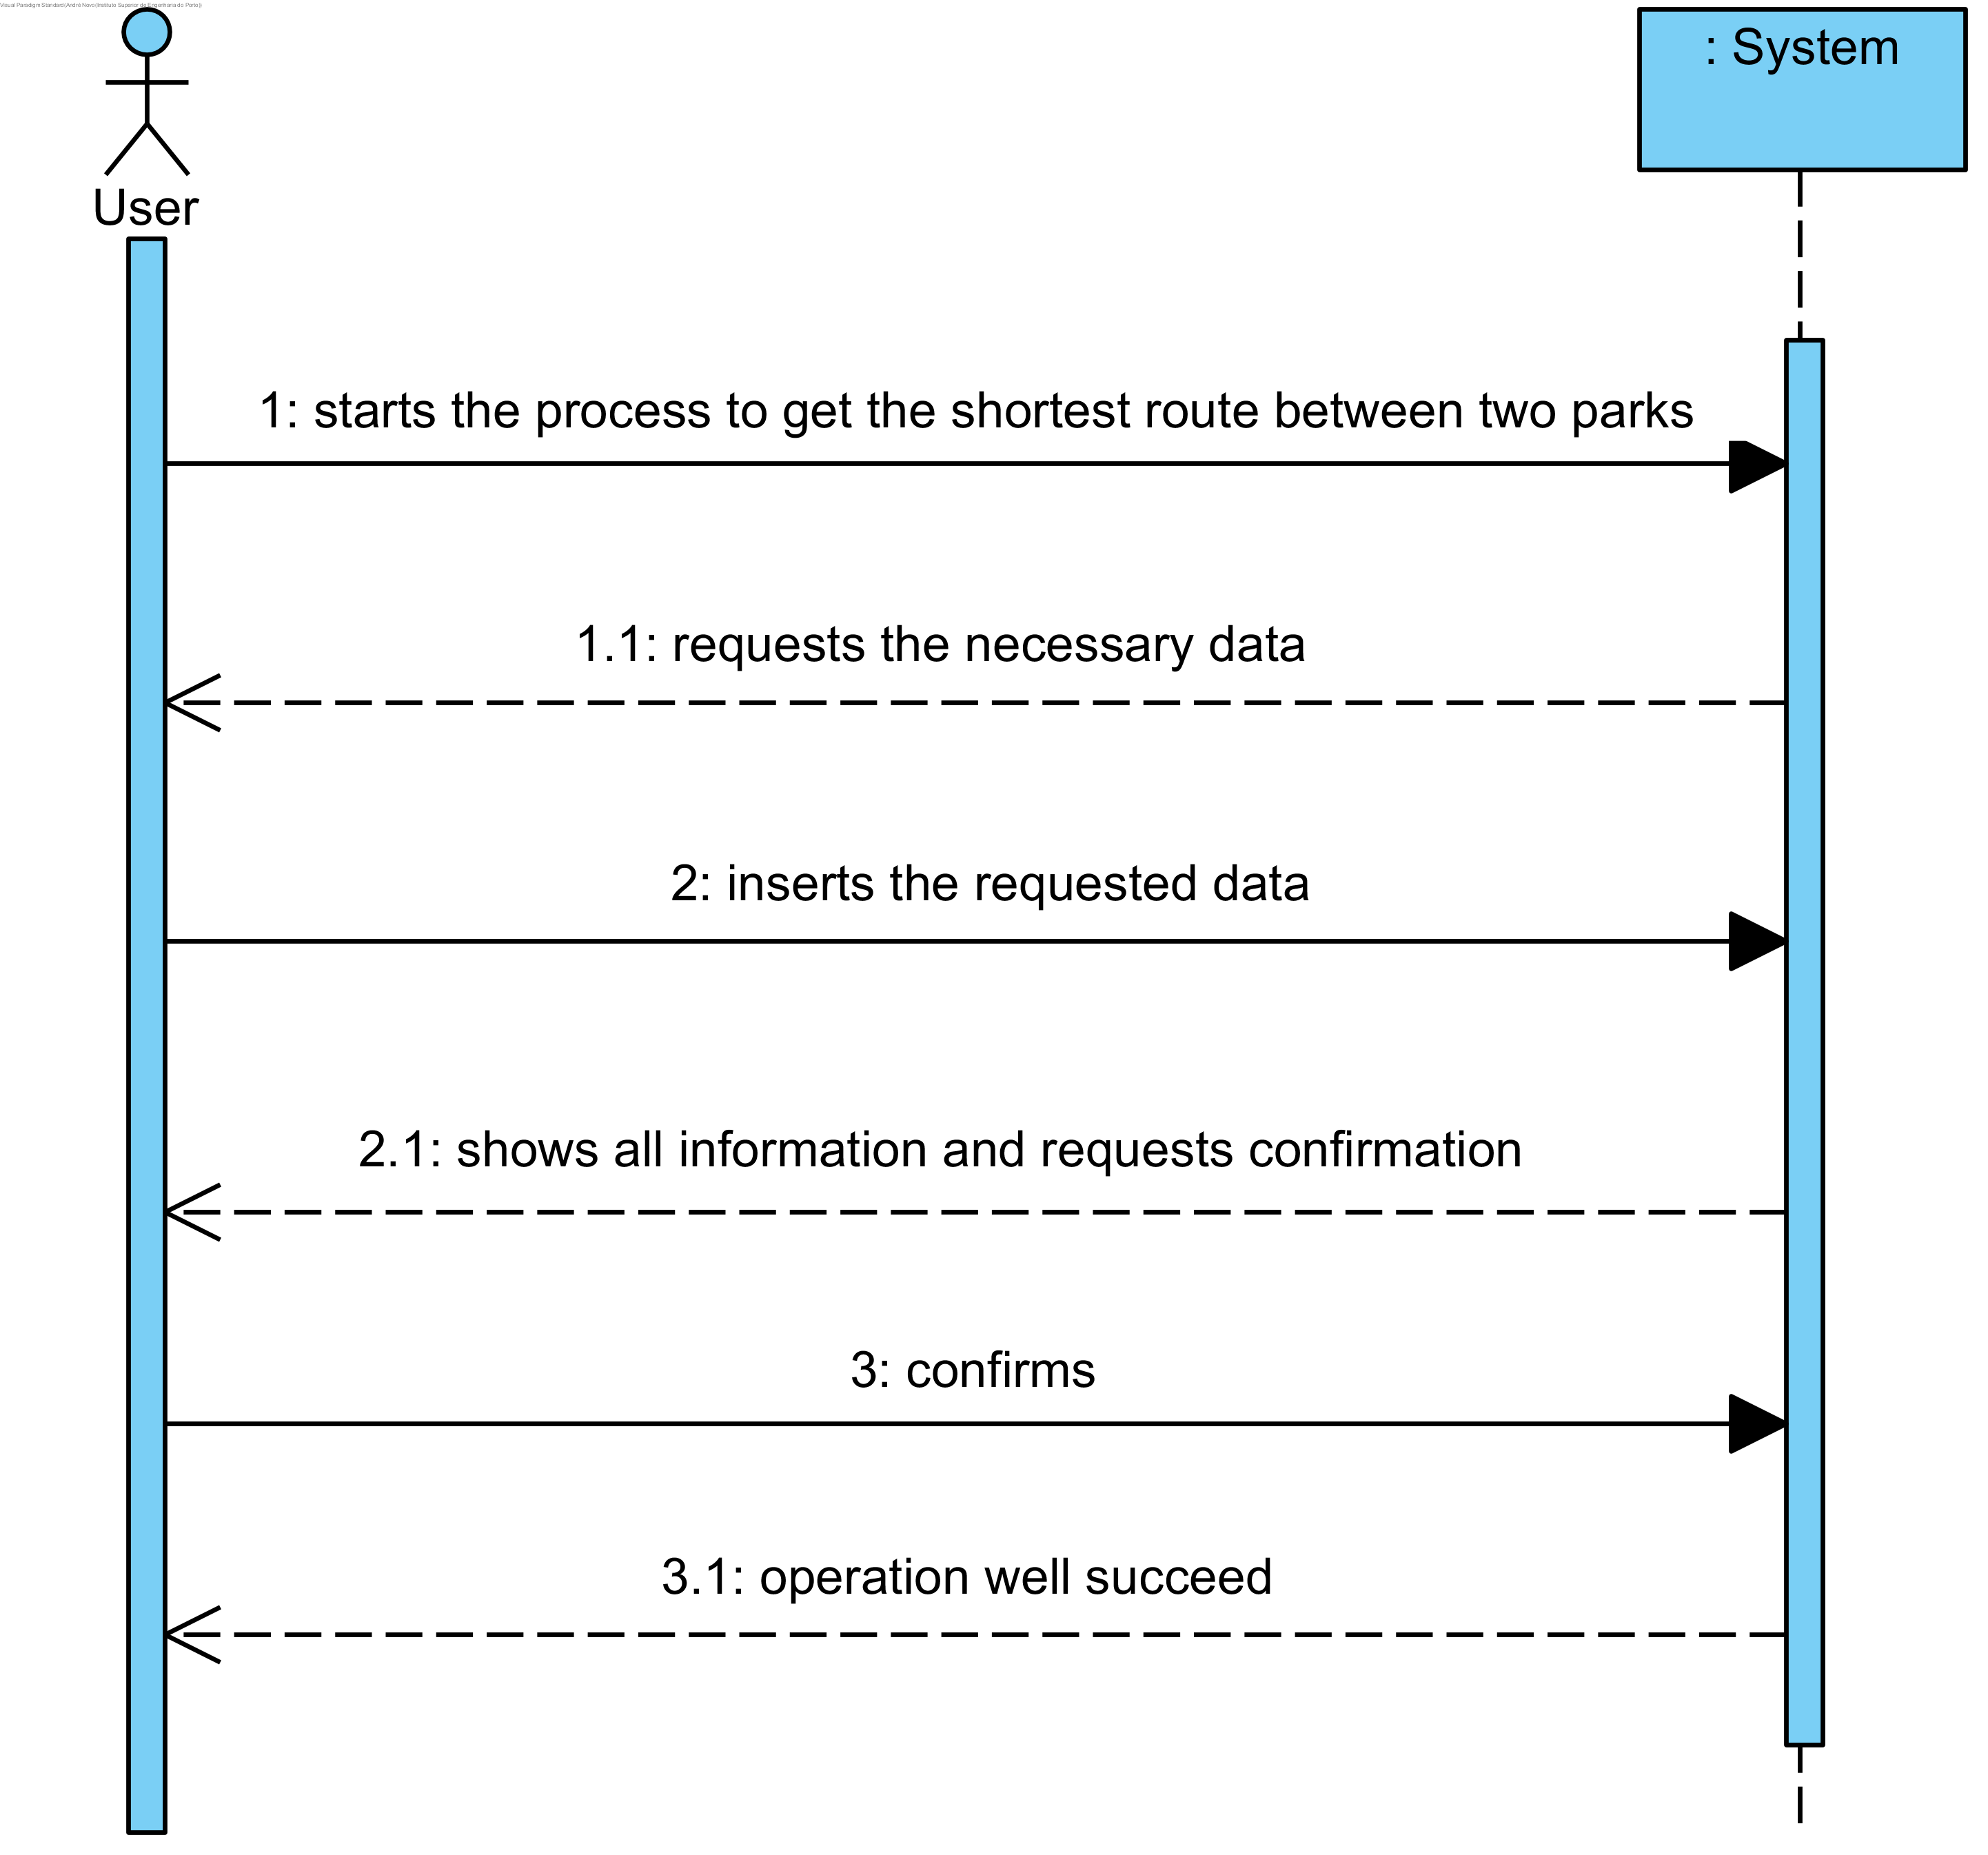 Visual Paradigm Standard(André Novo(Instituto Superior de Engenharia do Porto))
: System
User
1: starts the process to get the shortest route between two parks
1.1: requests the necessary data
2: inserts the requested data
2.1: shows all information and requests confirmation
3: confirms
3.1: operation well succeed